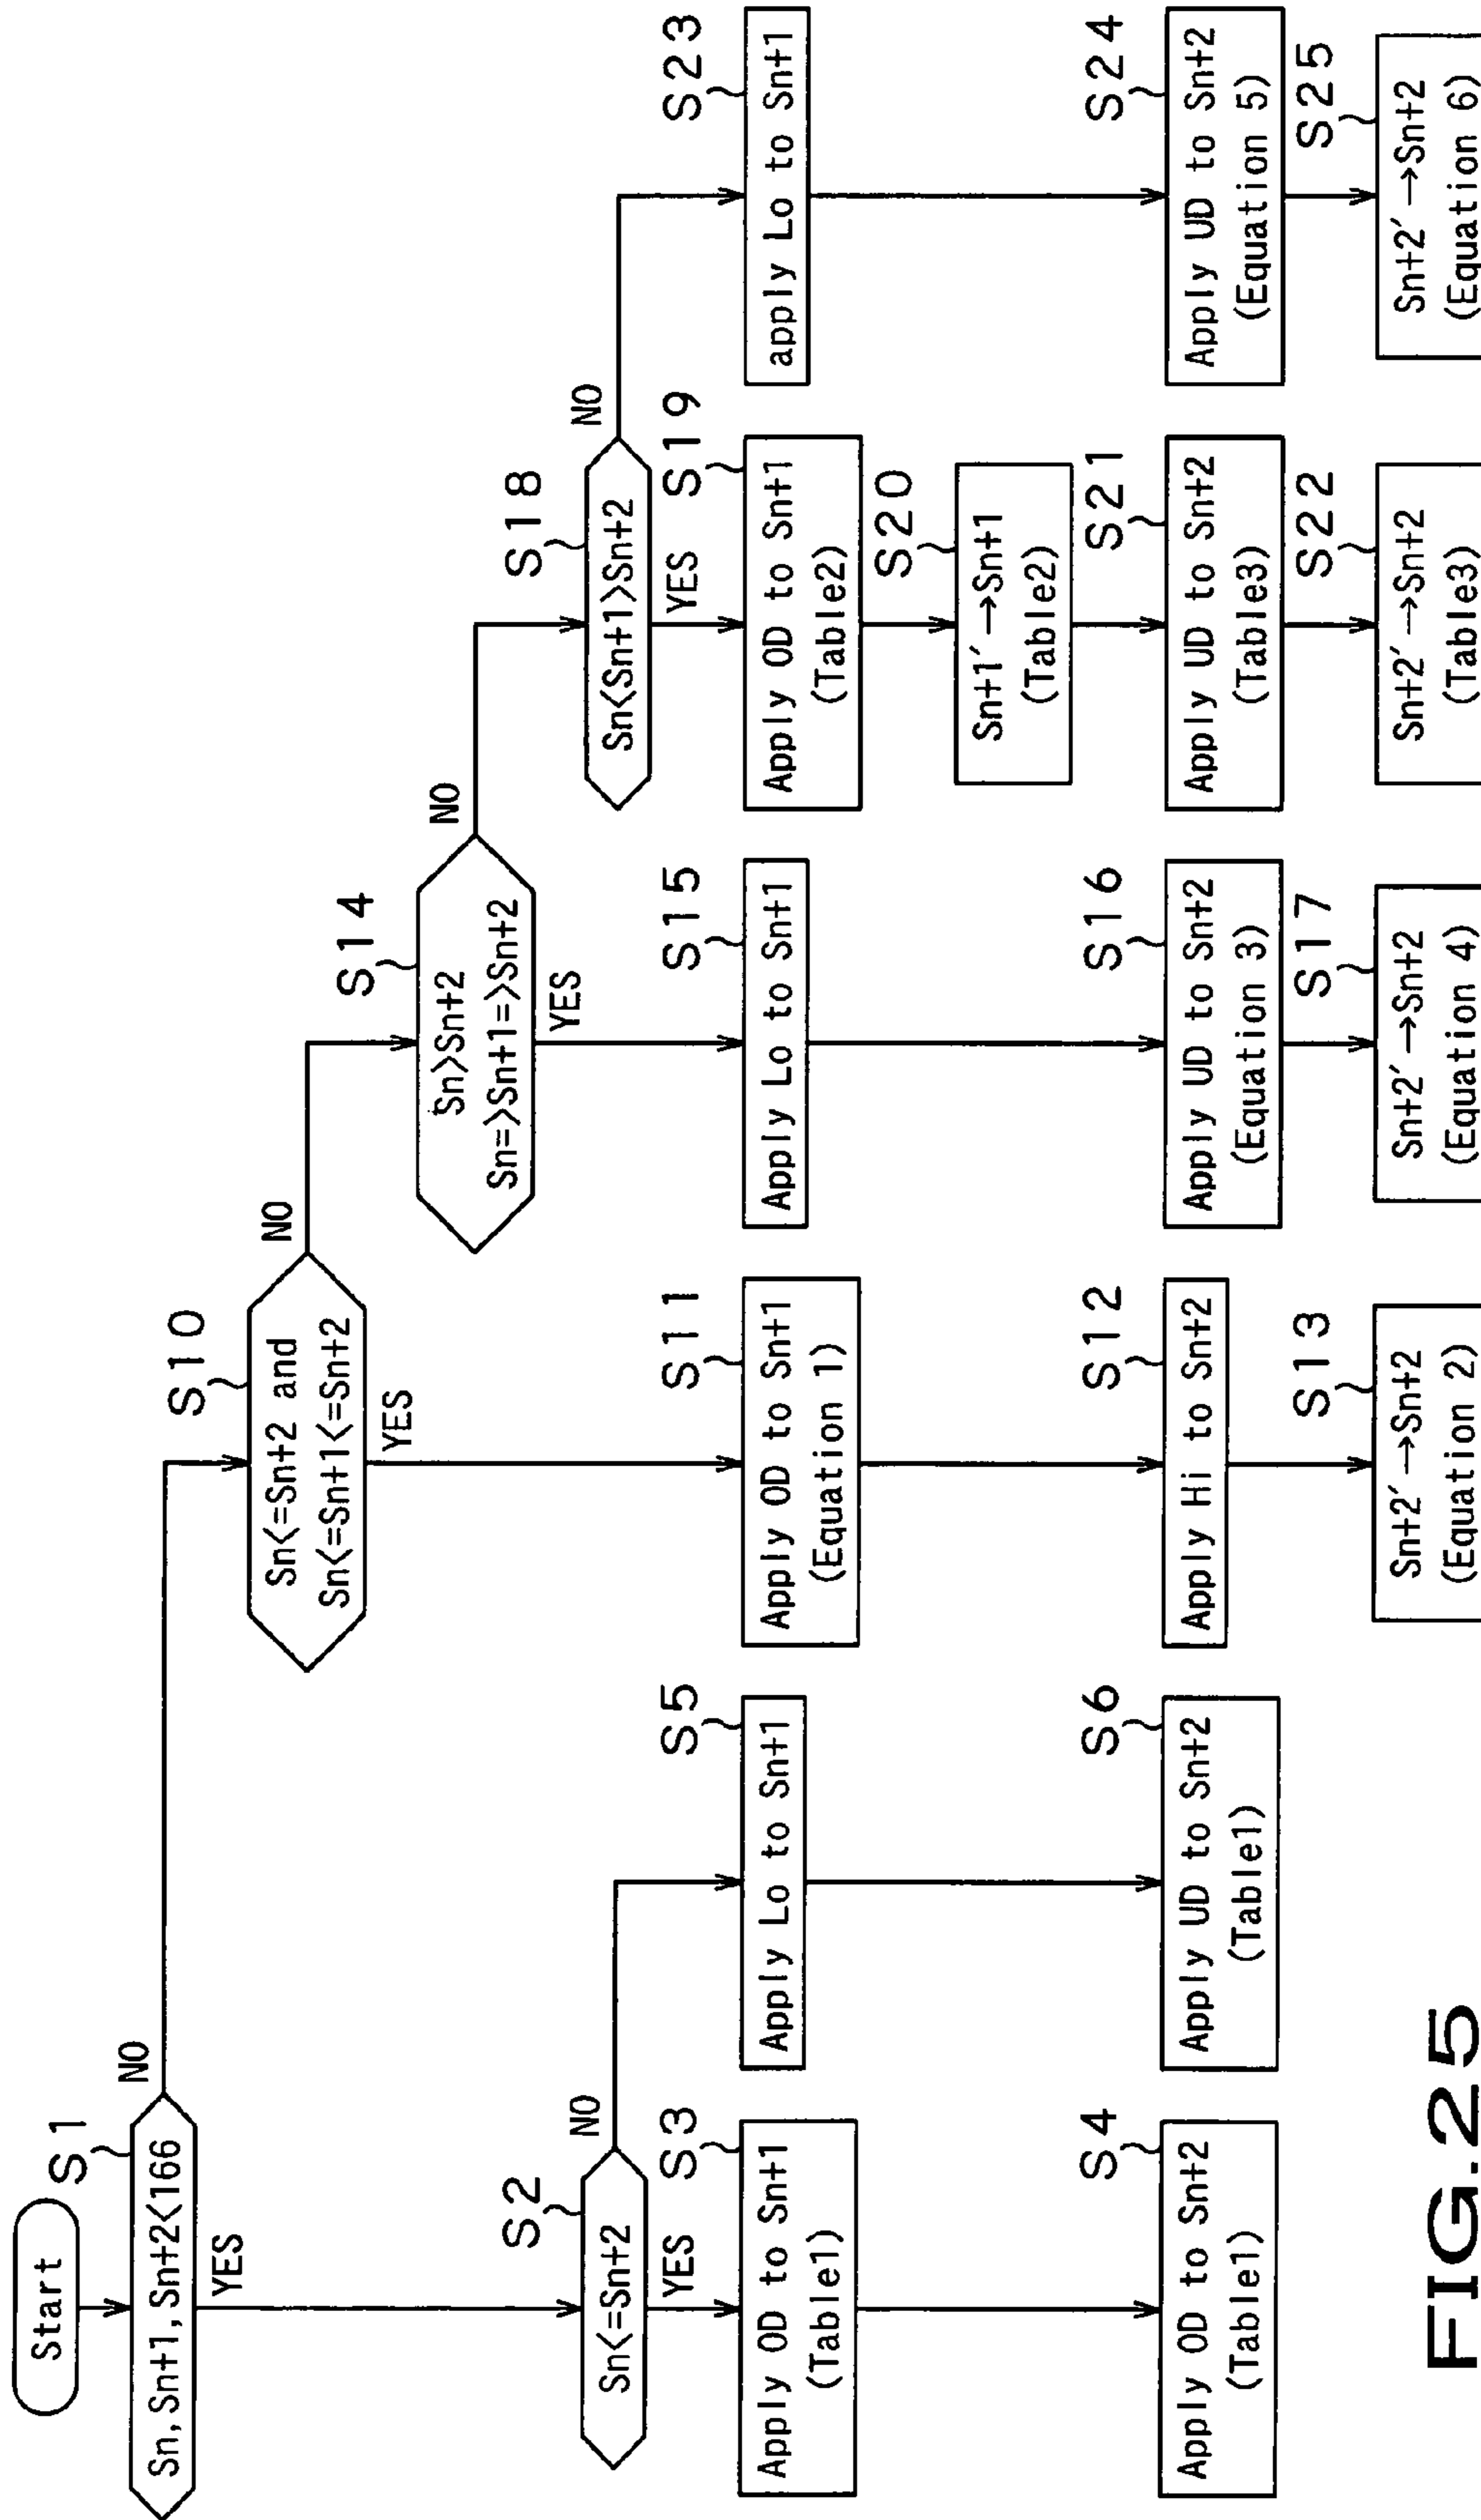 Start
S1
Sn,Sn+1,Sn+2<166
NO
YES
S2
Sn<=Sn+2
NO
YES
S3
Apply OD to Sn+1
(Table1)
S4
Apply OD to Sn+2
(Table1)
S5
Apply Lo to Sn+1
S6
Apply UD to Sn+2
(Table1)
S10
Sn<=Sn+2 and
Sn<=Sn+1<=Sn+2
NO
YES
S11
Apply OD to Sn+1
(Equation 1)
S12
Apply Hi to Sn+2
S13
Sn+2′→Sn+2
(Equation 2)
S14
Sn>Sn+2
Sn=>Sn+1=>Sn+2
NO
YES
S15
Apply Lo to Sn+1
S16
Apply UD to Sn+2
(Equation 3)
S17
Sn+2′→Sn+2
(Equation 4)
S18
Sn<Sn+1>Sn+2
NO
YES
S19
Apply OD to Sn+1
(Table2)
S20
Sn+1′→Sn+1
(Table2)
S21
Apply UD to Sn+2
(Table3)
S22
Sn+2′→Sn+2
(Table3)
S23
apply Lo to Sn+1
S24
Apply UD to Sn+2
(Equation 5)
S25
Sn+2′→Sn+2
(Equation 6)
FIG.25